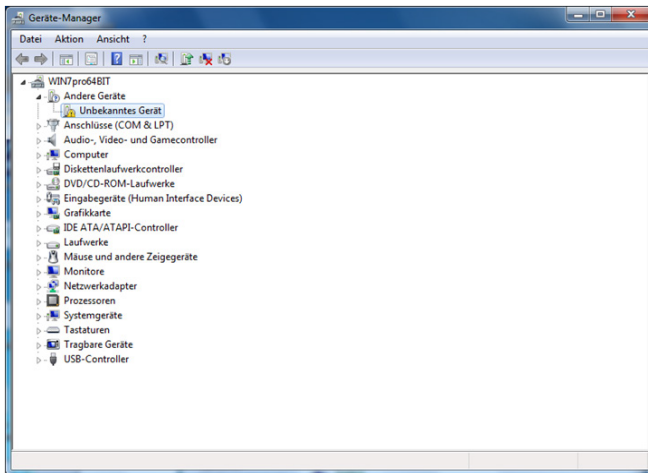 Geräte-Manager
Datei Aktion Ansicht ?
WIN7pro64BIT
Andere Geräte
Unbekanntes Gerät
Anschlüsse (COM & LPT)
Audio-, Video- und Gamecontroller
Computer
Diskettenlaufwerkcontroller
DVD/CD-ROM-Laufwerke
Eingabegeräte (Human Interface Devices)
Grafikkarte
IDE ATA/ATAPI-Controller
Laufwerke
Mäuse und andere Zeigegeräte
Monitore
Netzwerkadapter
Prozessoren
Systemgeräte
Tastaturen
Tragbare Geräte
USB-Controller